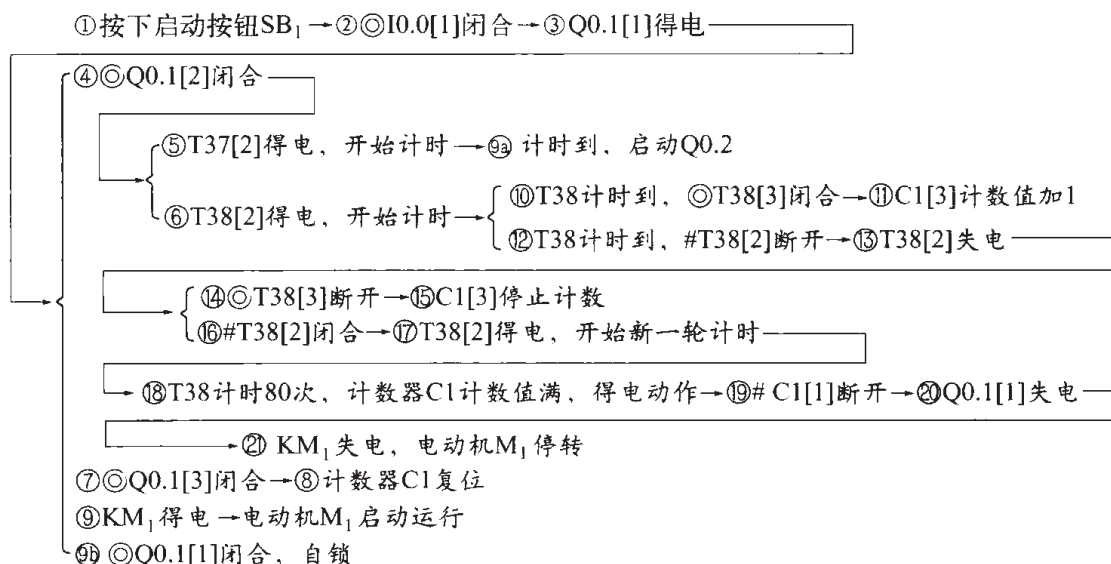 ①按下启动按钮SB₁→②◎I0.0[1]闭合→③Q0.1[1]得电
④◎Q0.1[2]闭合
⑤T37[2]得电，开始计时→⑨a 计时到，启动Q0.2
⑥T38[2]得电，开始计时→
⑩T38计时到，◎T38[3]闭合→⑪C1[3]计数值加1
⑫T38计时到，#T38[2]断开→⑬T38[2]失电
⑭◎T38[3]断开→⑮C1[3]停止计数
⑯#T38[2]闭合→⑰T38[2]得电，开始新一轮计时
→⑱T38计时80次，计数器C1计数值满，得电动作→⑲# C1[1]断开→⑳Q0.1[1]失电
→㉑ KM₁失电，电动机M₁停转
⑦◎Q0.1[3]闭合→⑧计数器C1复位
⑨KM₁得电→电动机M₁启动运行
⑨b ◎Q0.1[1]闭合，自锁